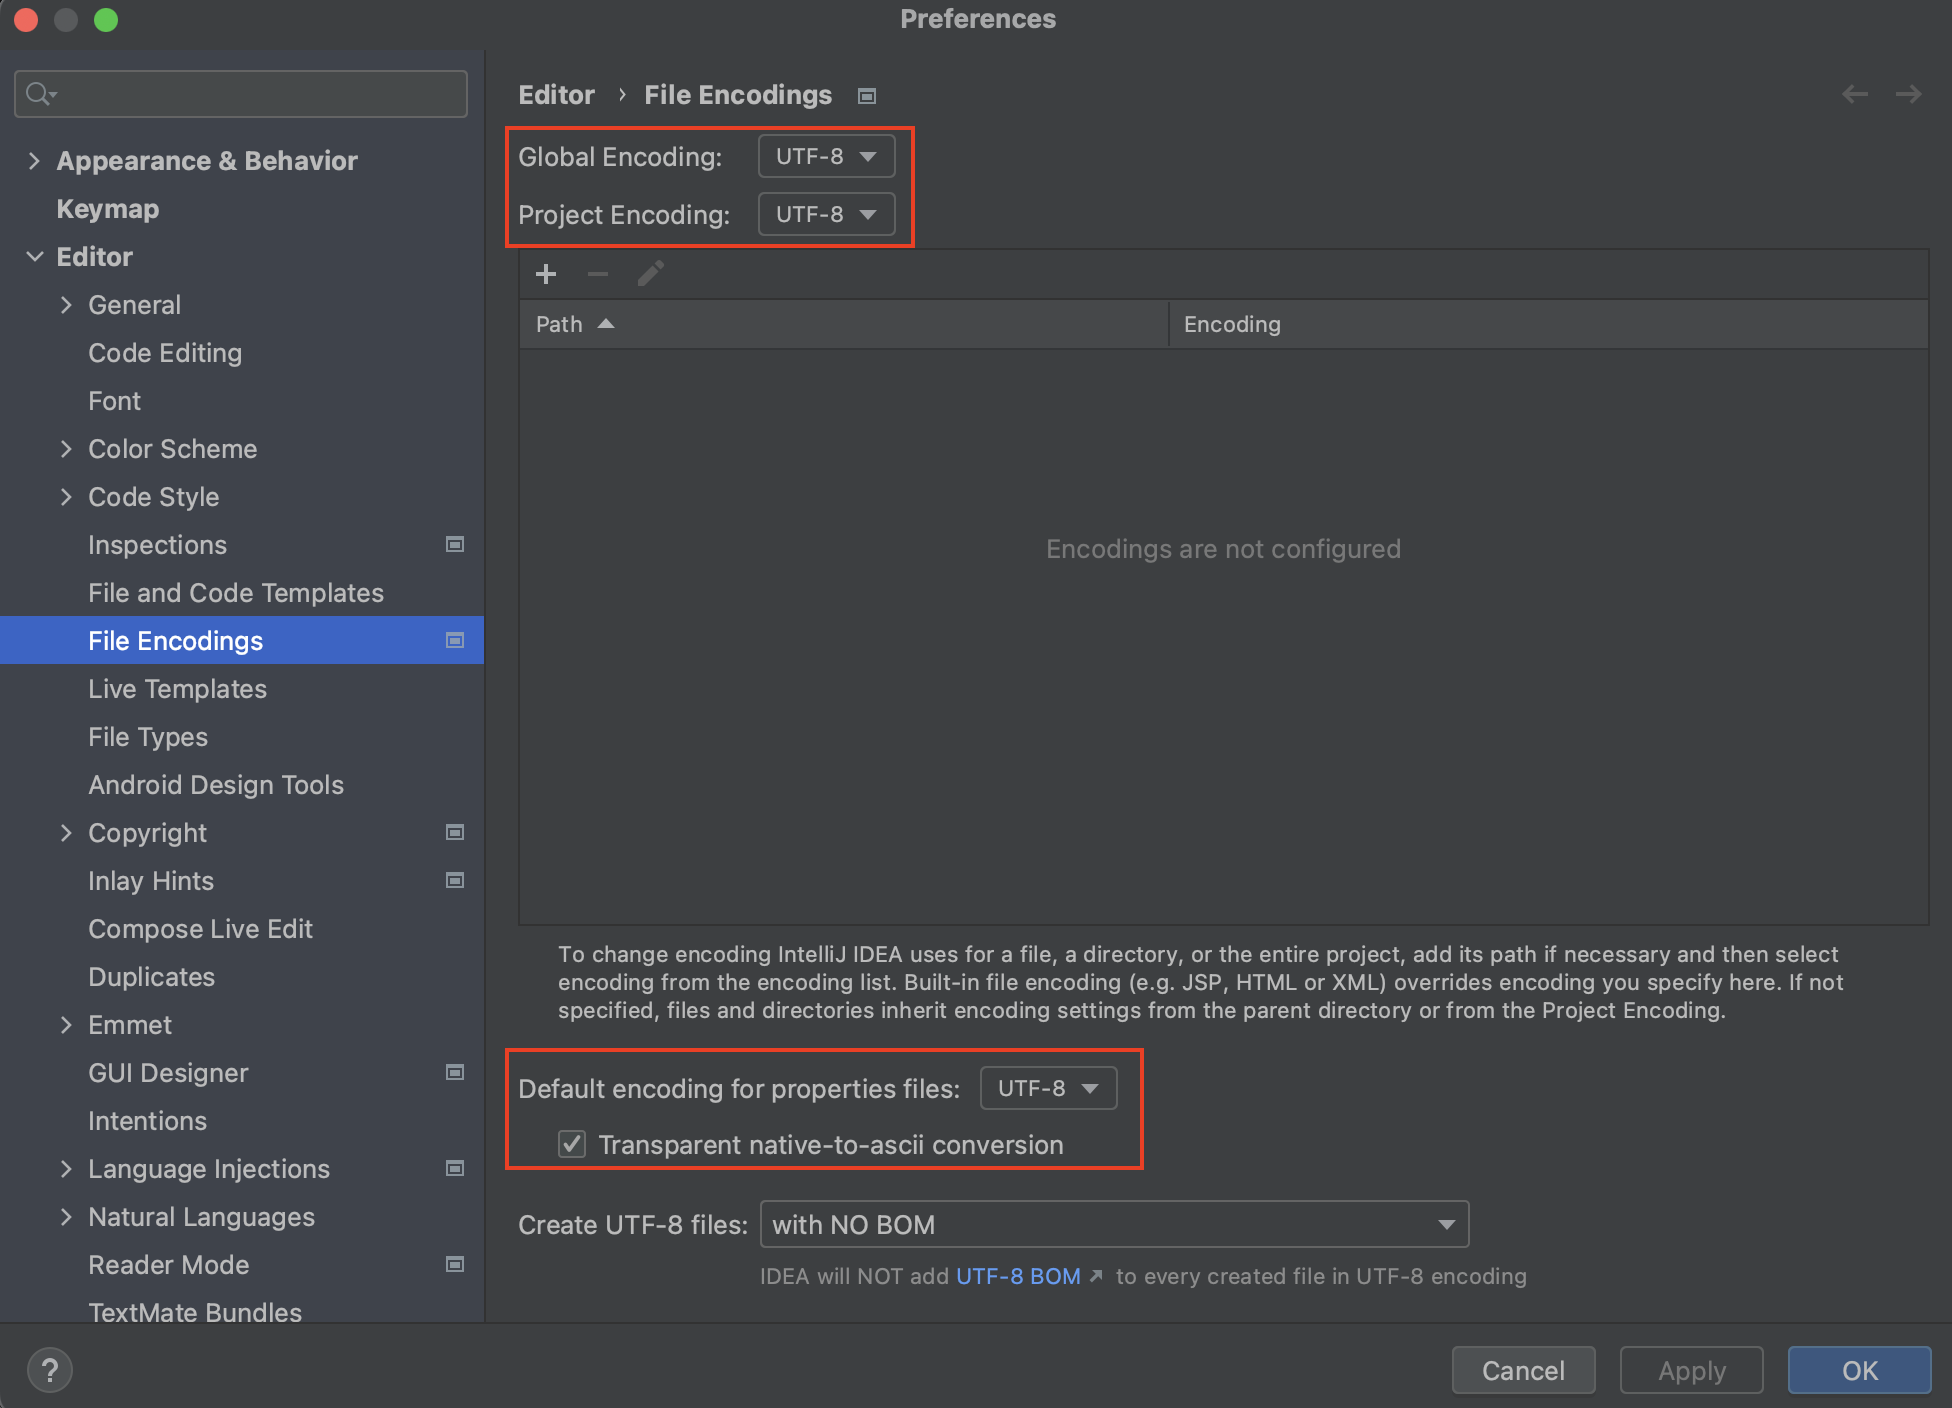 Preferences
Appearance & Behavior
Keymap
Editor
General
Code Editing
Font
Color Scheme
Code Style
Inspections
File and Code Templates
File Encodings
Live Templates
File Types
Android Design Tools
Copyright
Inlay Hints
Compose Live Edit
Duplicates
Emmet
GUI Designer
Intentions
Language Injections
Natural Languages
Reader Mode
TextMate Bundles
Editor › File Encodings
Global Encoding: UTF-8
Project Encoding: UTF-8
Path Encoding
Encodings are not configured
To change encoding IntelliJ IDEA uses for a file, a directory, or the entire project, add its path if necessary and then select
encoding from the encoding list. Built-in file encoding (e.g. JSP, HTML or XML) overrides encoding you specify here. If not
specified, files and directories inherit encoding settings from the parent directory or from the Project Encoding.
Default encoding for properties files: UTF-8
Transparent native-to-ascii conversion
Create UTF-8 files: with NO BOM
IDEA will NOT add UTF-8 BOM ↗ to every created file in UTF-8 encoding
? Cancel Apply OK